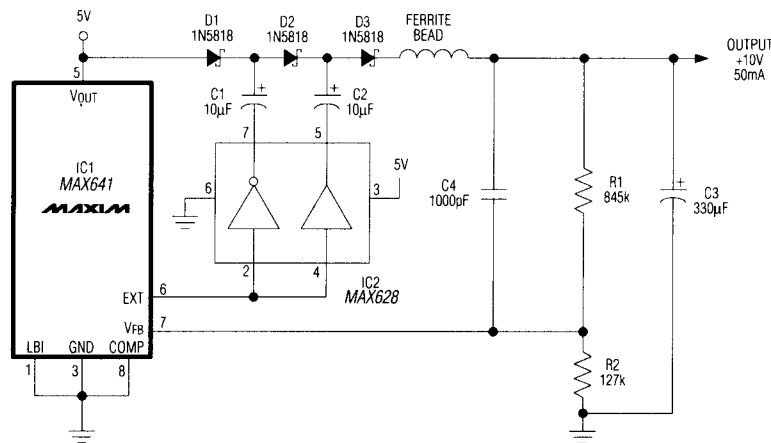 5V
D1
1N5818
D2
1N5818
D3
1N5818
FERRITE
BEAD
OUTPUT
+10V
50mA
5
VOUT
C1
10µF
+
C2
10µF
+
IC1
MAX641
MAXIM
7
5
6
3
5V
2
4
IC2
MAX628
C4
1000pF
R1
845k
+
C3
330µF
EXT
6
VFB
7
LBI
GND
COMP
1
3
8
R2
127k